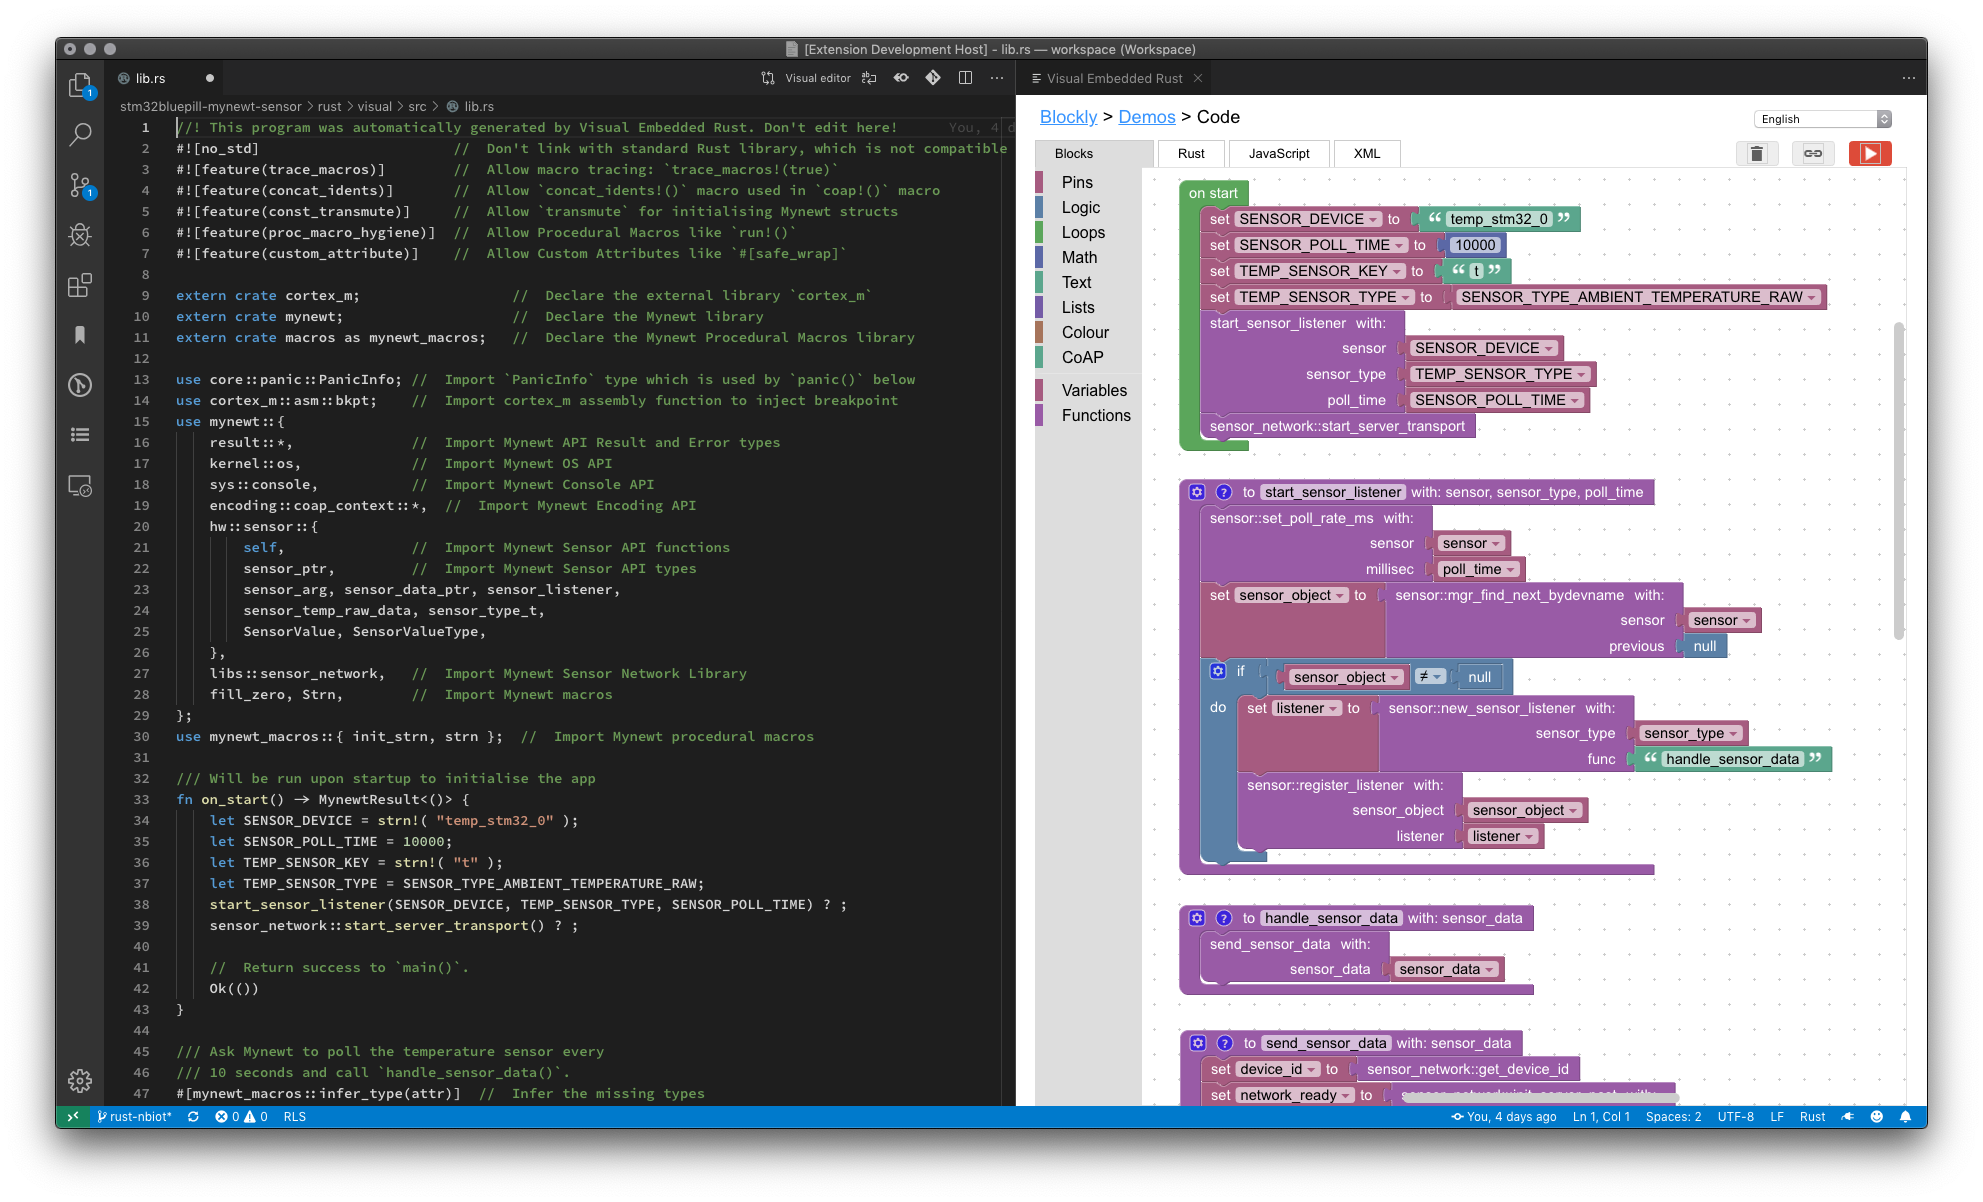 [Extension Development Host] - lib.rs — workspace (Workspace)
lib.rs
Visual editor
Visual Embedded Rust
stm32bluepill-mynewt-sensor > rust > visual > src > lib.rs
1 //! This program was automatically generated by Visual Embedded Rust. Don't edit here! You, 4 d
2 #![no_std] // Don't link with standard Rust library, which is not compatible
3 #![feature(trace_macros)] // Allow macro tracing: `trace_macros!(true)`
4 #![feature(concat_idents)] // Allow `concat_idents!()` macro used in `coap!()` macro
5 #![feature(const_transmute)] // Allow `transmute` for initialising Mynewt structs
6 #![feature(proc_macro_hygiene)] // Allow Procedural Macros like `run!()`
7 #![feature(custom_attribute)] // Allow Custom Attributes like `#[safe_wrap]`
8
9 extern crate cortex_m; // Declare the external library `cortex_m`
10 extern crate mynewt; // Declare the Mynewt library
11 extern crate macros as mynewt_macros; // Declare the Mynewt Procedural Macros library
12
13 use core::panic::PanicInfo; // Import `PanicInfo` type which is used by `panic()` below
14 use cortex_m::asm::bkpt; // Import cortex_m assembly function to inject breakpoint
15 use mynewt::{
16 result::*, // Import Mynewt API Result and Error types
17 kernel::os, // Import Mynewt OS API
18 sys::console, // Import Mynewt Console API
19 encoding::coap_context::*, // Import Mynewt Encoding API
20 hw::sensor::{
21 self, // Import Mynewt Sensor API functions
22 sensor_ptr, // Import Mynewt Sensor API types
23 sensor_arg, sensor_data_ptr, sensor_listener,
24 sensor_temp_raw_data, sensor_type_t,
25 SensorValue, SensorValueType,
26 },
27 libs::sensor_network, // Import Mynewt Sensor Network Library
28 fill_zero, Strn, // Import Mynewt macros
29 };
30 use mynewt_macros::{ init_strn, strn }; // Import Mynewt procedural macros
31
32 /// Will be run upon startup to initialise the app
33 fn on_start() -> MynewtResult<()> {
34 let SENSOR_DEVICE = strn!( "temp_stm32_0" );
35 let SENSOR_POLL_TIME = 10000;
36 let TEMP_SENSOR_KEY = strn!( "t" );
37 let TEMP_SENSOR_TYPE = SENSOR_TYPE_AMBIENT_TEMPERATURE_RAW;
38 start_sensor_listener(SENSOR_DEVICE, TEMP_SENSOR_TYPE, SENSOR_POLL_TIME) ? ;
39 sensor_network::start_server_transport() ? ;
40
41 // Return success to `main()`.
42 Ok(())
43 }
44
45 /// Ask Mynewt to poll the temperature sensor every
46 /// 10 seconds and call `handle_sensor_data()`.
47 #[mynewt_macros::infer_type(attr)] // Infer the missing types
Blockly > Demos > Code
English
Blocks
Rust
JavaScript
XML
Pins
Logic
Loops
Math
Text
Lists
Colour
CoAP
Variables
Functions
on start
set SENSOR_DEVICE to “ temp_stm32_0 ”
set SENSOR_POLL_TIME to 10000
set TEMP_SENSOR_KEY to “ t ”
set TEMP_SENSOR_TYPE to SENSOR_TYPE_AMBIENT_TEMPERATURE_RAW
start_sensor_listener with:
sensor SENSOR_DEVICE
sensor_type TEMP_SENSOR_TYPE
poll_time SENSOR_POLL_TIME
sensor_network::start_server_transport
? to start_sensor_listener with: sensor, sensor_type, poll_time
sensor::set_poll_rate_ms with:
sensor sensor
millisec poll_time
set sensor_object to sensor::mgr_find_next_bydevname with:
sensor sensor
previous null
if sensor_object ≠ null
do set listener to sensor::new_sensor_listener with:
sensor_type sensor_type
func “ handle_sensor_data ”
sensor::register_listener with:
sensor_object sensor_object
listener listener
? to handle_sensor_data with: sensor_data
send_sensor_data with:
sensor_data sensor_data
? to send_sensor_data with: sensor_data
set device_id to sensor_network::get_device_id
set network_ready to
rust-nbiot* 0 0 RLS
You, 4 days ago Ln 1, Col 1 Spaces: 2 UTF-8 LF Rust